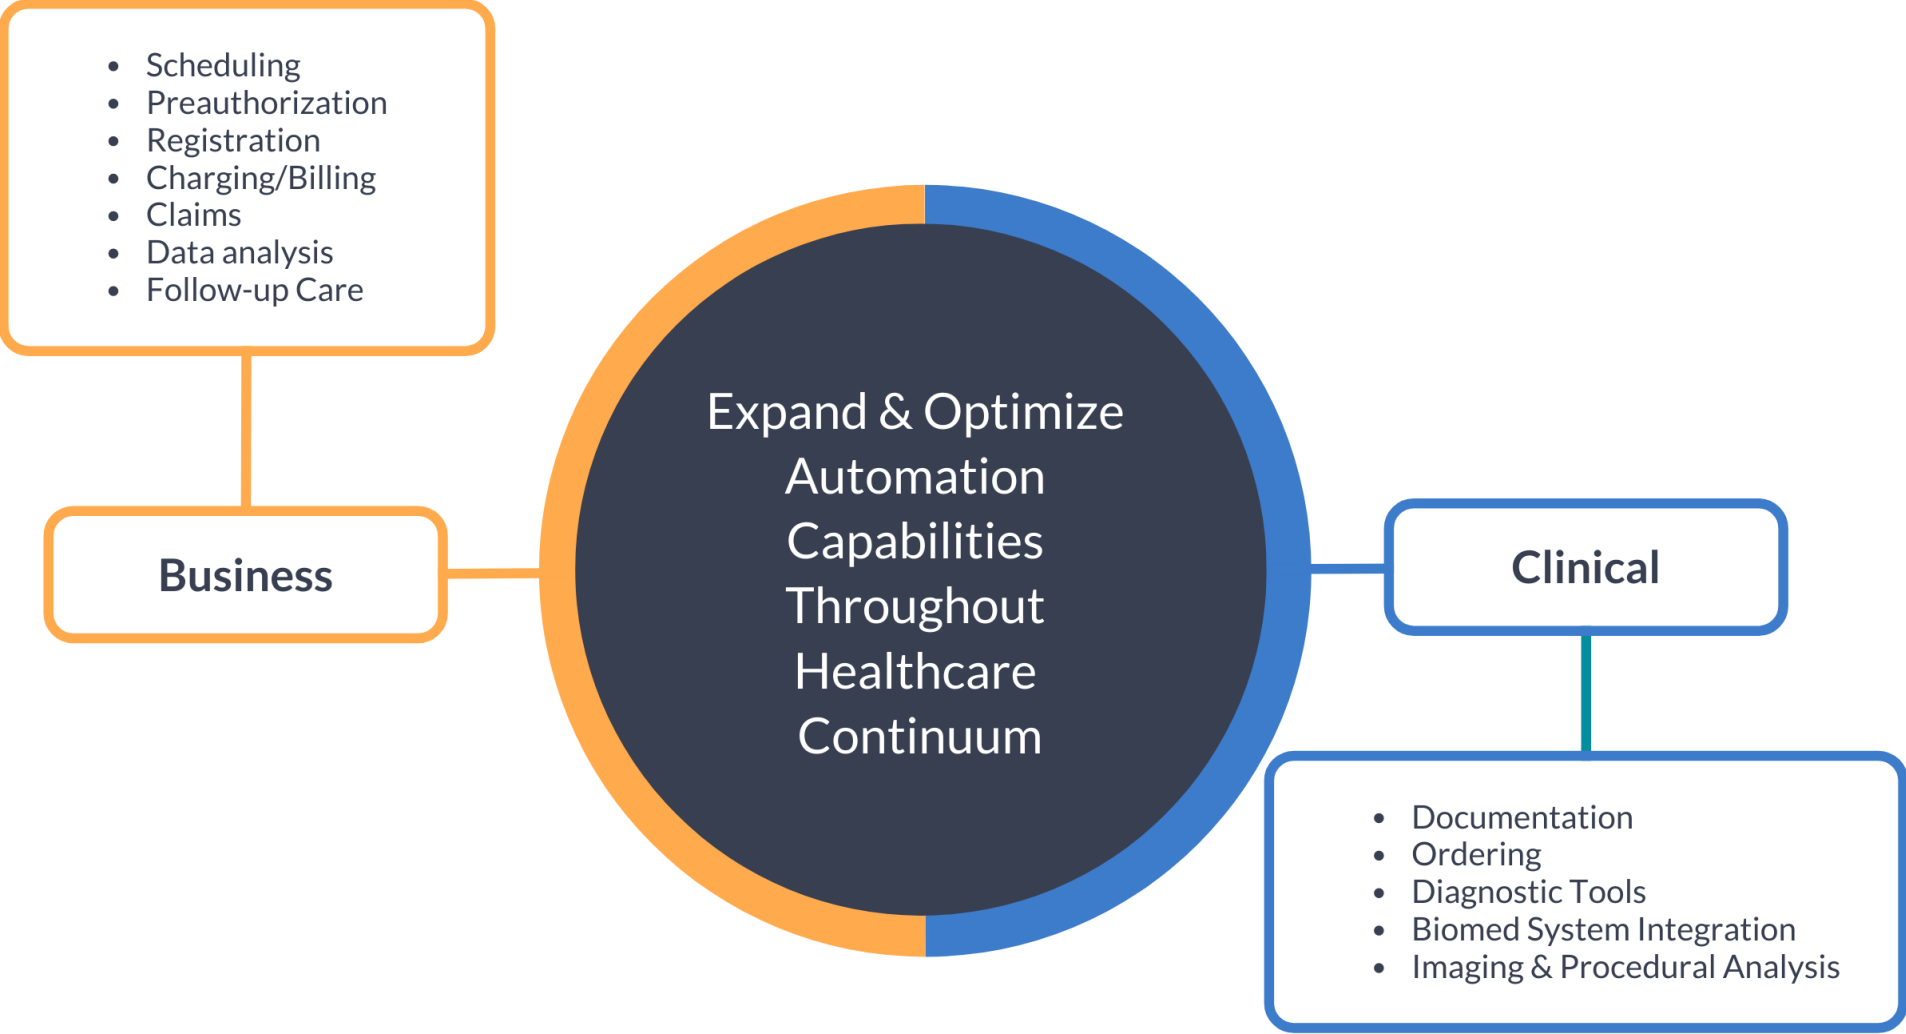 • Scheduling
• Preauthorization
• Registration
• Charging/Billing
• Claims
• Data analysis
• Follow-up Care
Business
Expand & Optimize
Automation
Capabilities
Throughout
Healthcare
Continuum
Clinical
• Documentation
• Ordering
• Diagnostic Tools
• Biomed System Integration
• Imaging & Procedural Analysis